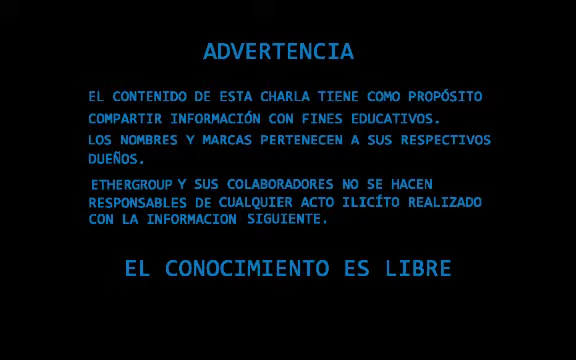 ADVERTENCIA
EL CONTENIDO DE ESTA CHARLA TIENE COMO PROPÓSITO
COMPARTIR INFORMACIÓN CON FINES EDUCATIVOS.
LOS NOMBRES Y MARCAS PERTENECEN A SUS RESPECTIVOS
DUEÑOS.
ETHERGROUP Y SUS COLABORADORES NO SE HACEN
RESPONSABLES DE CUALQUIER ACTO ILICÍTO REALIZADO
CON LA INFORMACION SIGUIENTE.
EL CONOCIMIENTO ES LIBRE